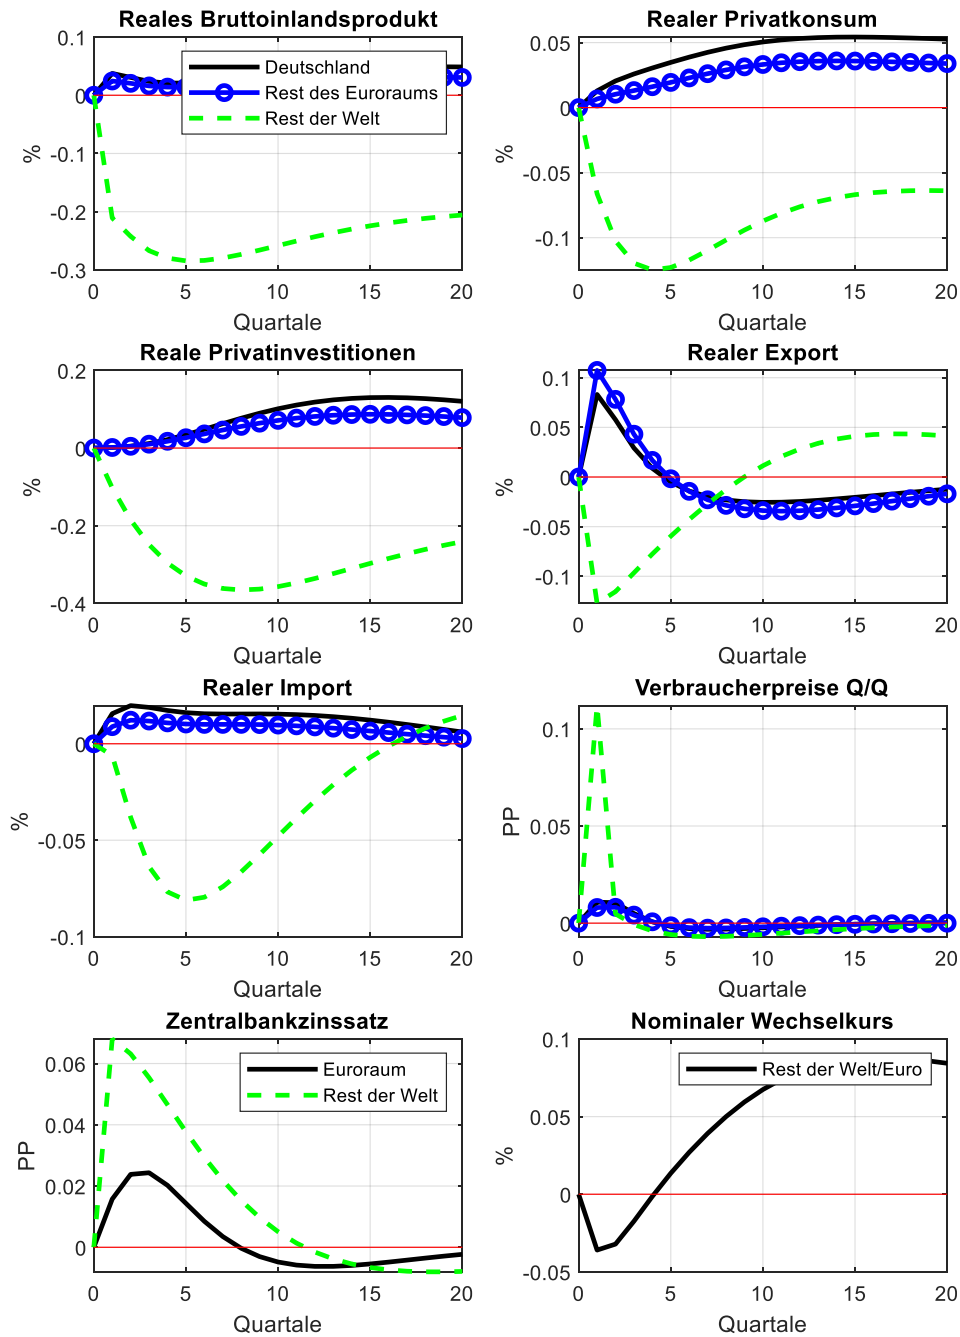 Reales Bruttoinlandsprodukt
0.1
0
-0.1
-0.2
-0.3
%
0 5 10 15 20
Quartale
Deutschland
Rest des Euroraums
Rest der Welt
Realer Privatkonsum
0.05
0
-0.05
-0.1
%
0 5 10 15 20
Quartale
Reale Privatinvestitionen
0.2
0
-0.2
-0.4
%
0 5 10 15 20
Quartale
Realer Export
0.1
0.05
0
-0.05
-0.1
%
0 5 10 15 20
Quartale
Realer Import
0
-0.05
-0.1
%
0 5 10 15 20
Quartale
Verbraucherpreise Q/Q
0.1
0.05
0
PP
0 5 10 15 20
Quartale
Zentralbankzinssatz
0.06
0.04
0.02
0
PP
0 5 10 15 20
Quartale
Euroraum
Rest der Welt
Nominaler Wechselkurs
0.1
0.05
0
-0.05
%
0 5 10 15 20
Quartale
Rest der Welt/Euro